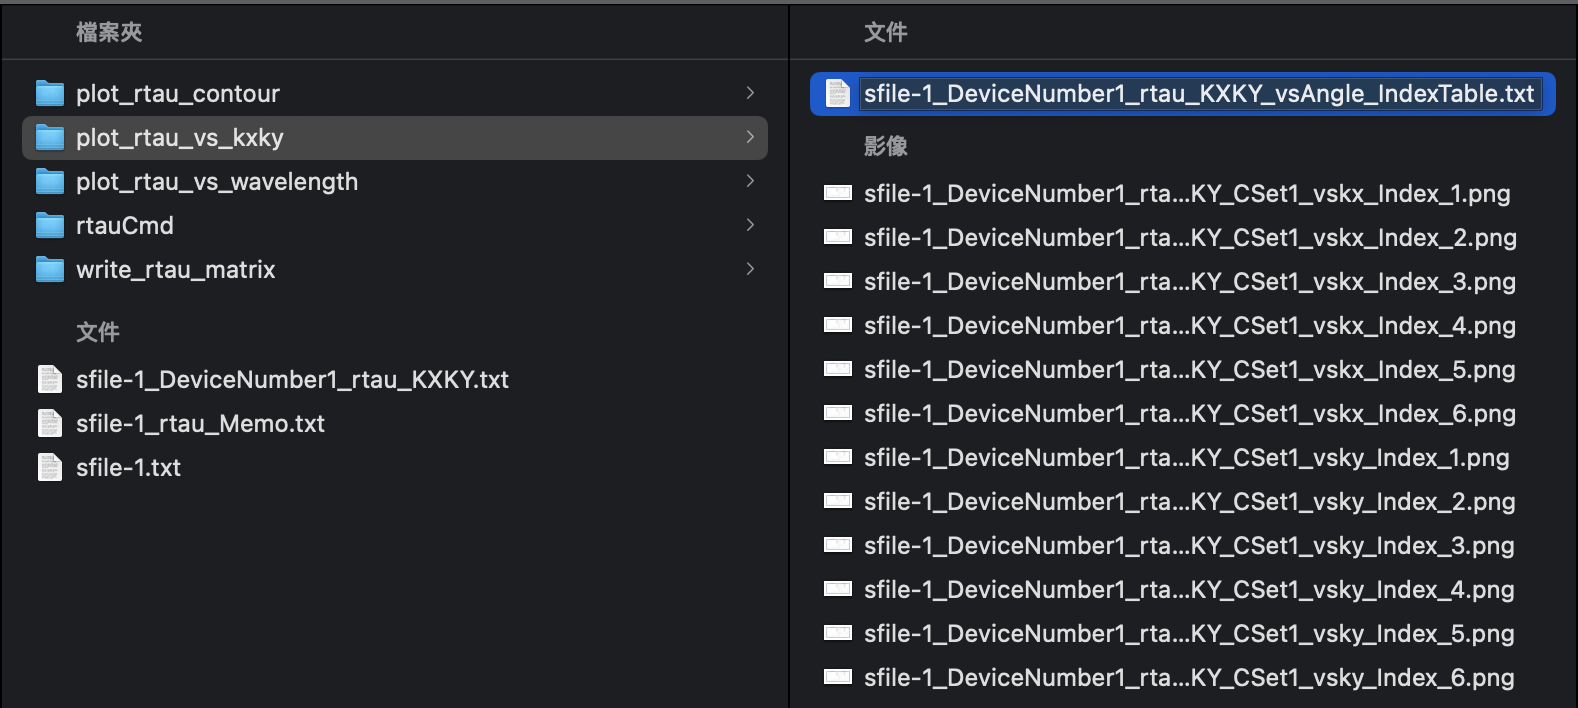 檔案夾
plot_rtau_contour
plot_rtau_vs_kxky
plot_rtau_vs_wavelength
rtauCmd
write_rtau_matrix
文件
sfile-1_DeviceNumber1_rtau_KXKY.txt
sfile-1_rtau_Memo.txt
sfile-1.txt
文件
sfile-1_DeviceNumber1_rtau_KXKY_vsAngle_IndexTable.txt
影像
sfile-1_DeviceNumber1_rta...KY_CSet1_vskx_Index_1.png
sfile-1_DeviceNumber1_rta...KY_CSet1_vskx_Index_2.png
sfile-1_DeviceNumber1_rta...KY_CSet1_vskx_Index_3.png
sfile-1_DeviceNumber1_rta...KY_CSet1_vskx_Index_4.png
sfile-1_DeviceNumber1_rta...KY_CSet1_vskx_Index_5.png
sfile-1_DeviceNumber1_rta...KY_CSet1_vskx_Index_6.png
sfile-1_DeviceNumber1_rta...KY_CSet1_vsky_Index_1.png
sfile-1_DeviceNumber1_rta...KY_CSet1_vsky_Index_2.png
sfile-1_DeviceNumber1_rta...KY_CSet1_vsky_Index_3.png
sfile-1_DeviceNumber1_rta...KY_CSet1_vsky_Index_4.png
sfile-1_DeviceNumber1_rta...KY_CSet1_vsky_Index_5.png
sfile-1_DeviceNumber1_rta...KY_CSet1_vsky_Index_6.png